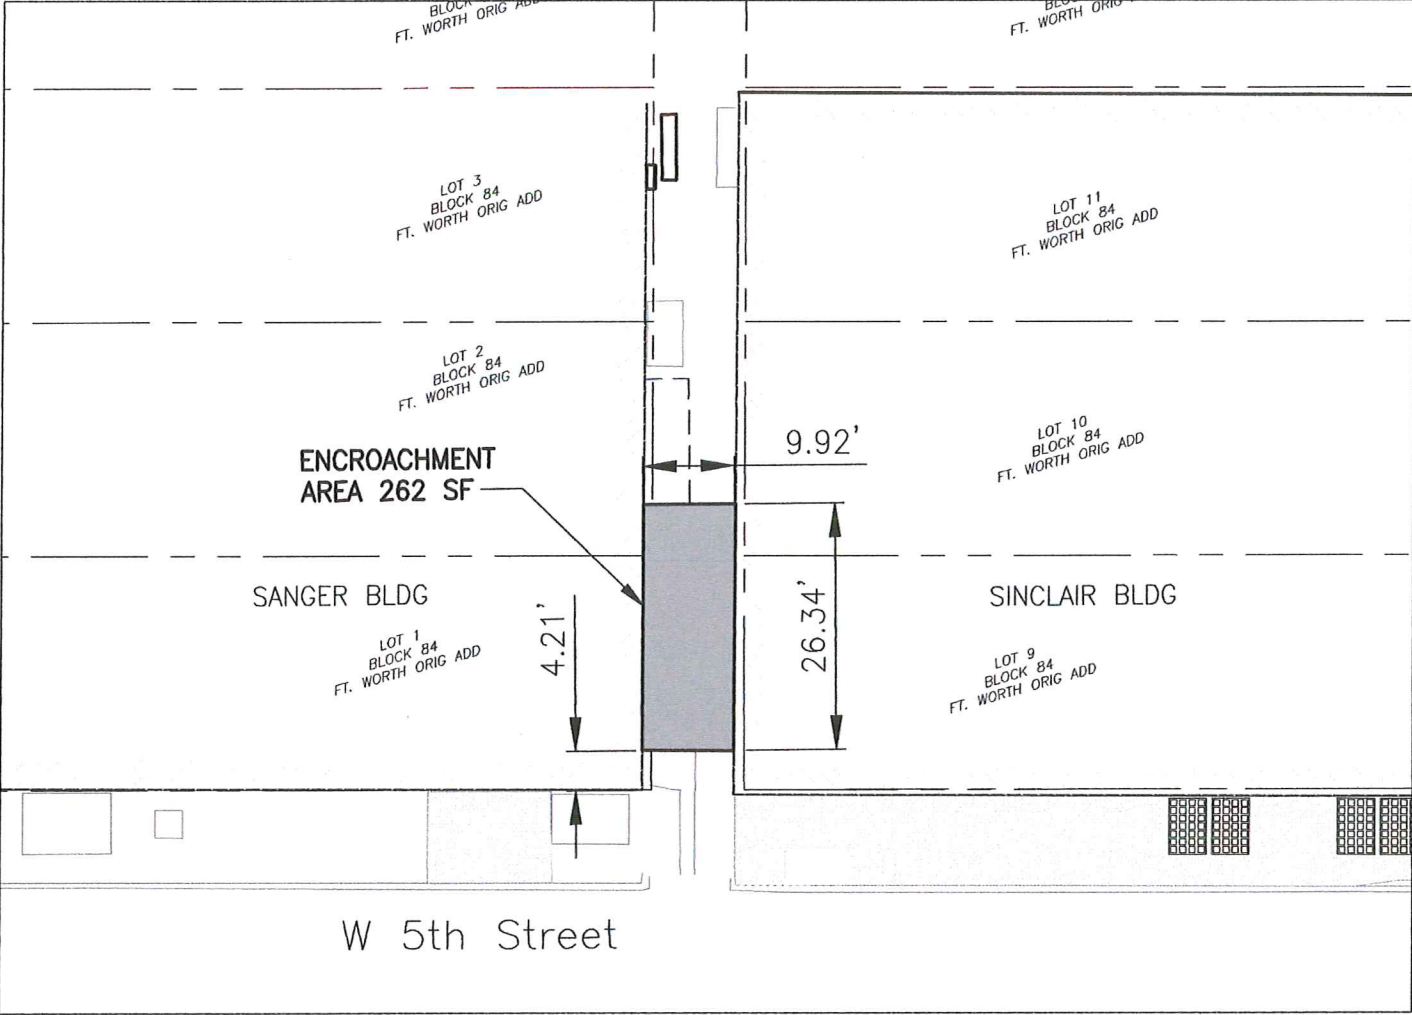 BLOCK
FT. WORTH ORIG ADD
FT. WORTH ORIG
LOT 3
BLOCK 84
FT. WORTH ORIG ADD
LOT 11
BLOCK 84
FT. WORTH ORIG ADD
LOT 2
BLOCK 84
FT. WORTH ORIG ADD
LOT 10
BLOCK 84
FT. WORTH ORIG ADD
9.92'
ENCROACHMENT
AREA 262 SF
SANGER BLDG
SINCLAIR BLDG
4.21'
26.34'
LOT 1
BLOCK 84
FT. WORTH ORIG ADD
LOT 9
BLOCK 84
FT. WORTH ORIG ADD
W 5th Street